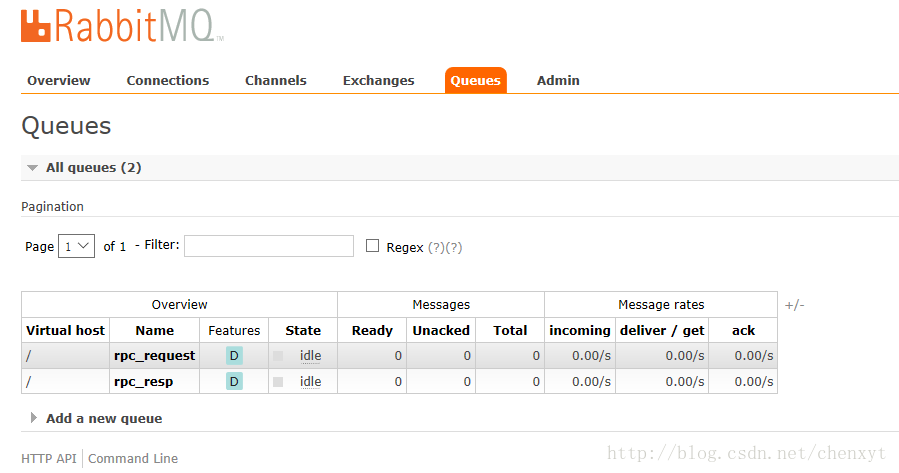 RabbitMQ TM
Overview Connections Channels Exchanges Queues Admin
Queues
All queues (2)
Pagination
Page 1 of 1 - Filter: Regex (?)(?)
Overview Messages Message rates +/-
Virtual host Name Features State Ready Unacked Total incoming deliver / get ack
/ rpc_request D idle 0 0 0 0.00/s 0.00/s 0.00/s
/ rpc_resp D idle 0 0 0 0.00/s 0.00/s 0.00/s
Add a new queue
HTTP API Command Line
http://blog.csdn.net/chenxyt